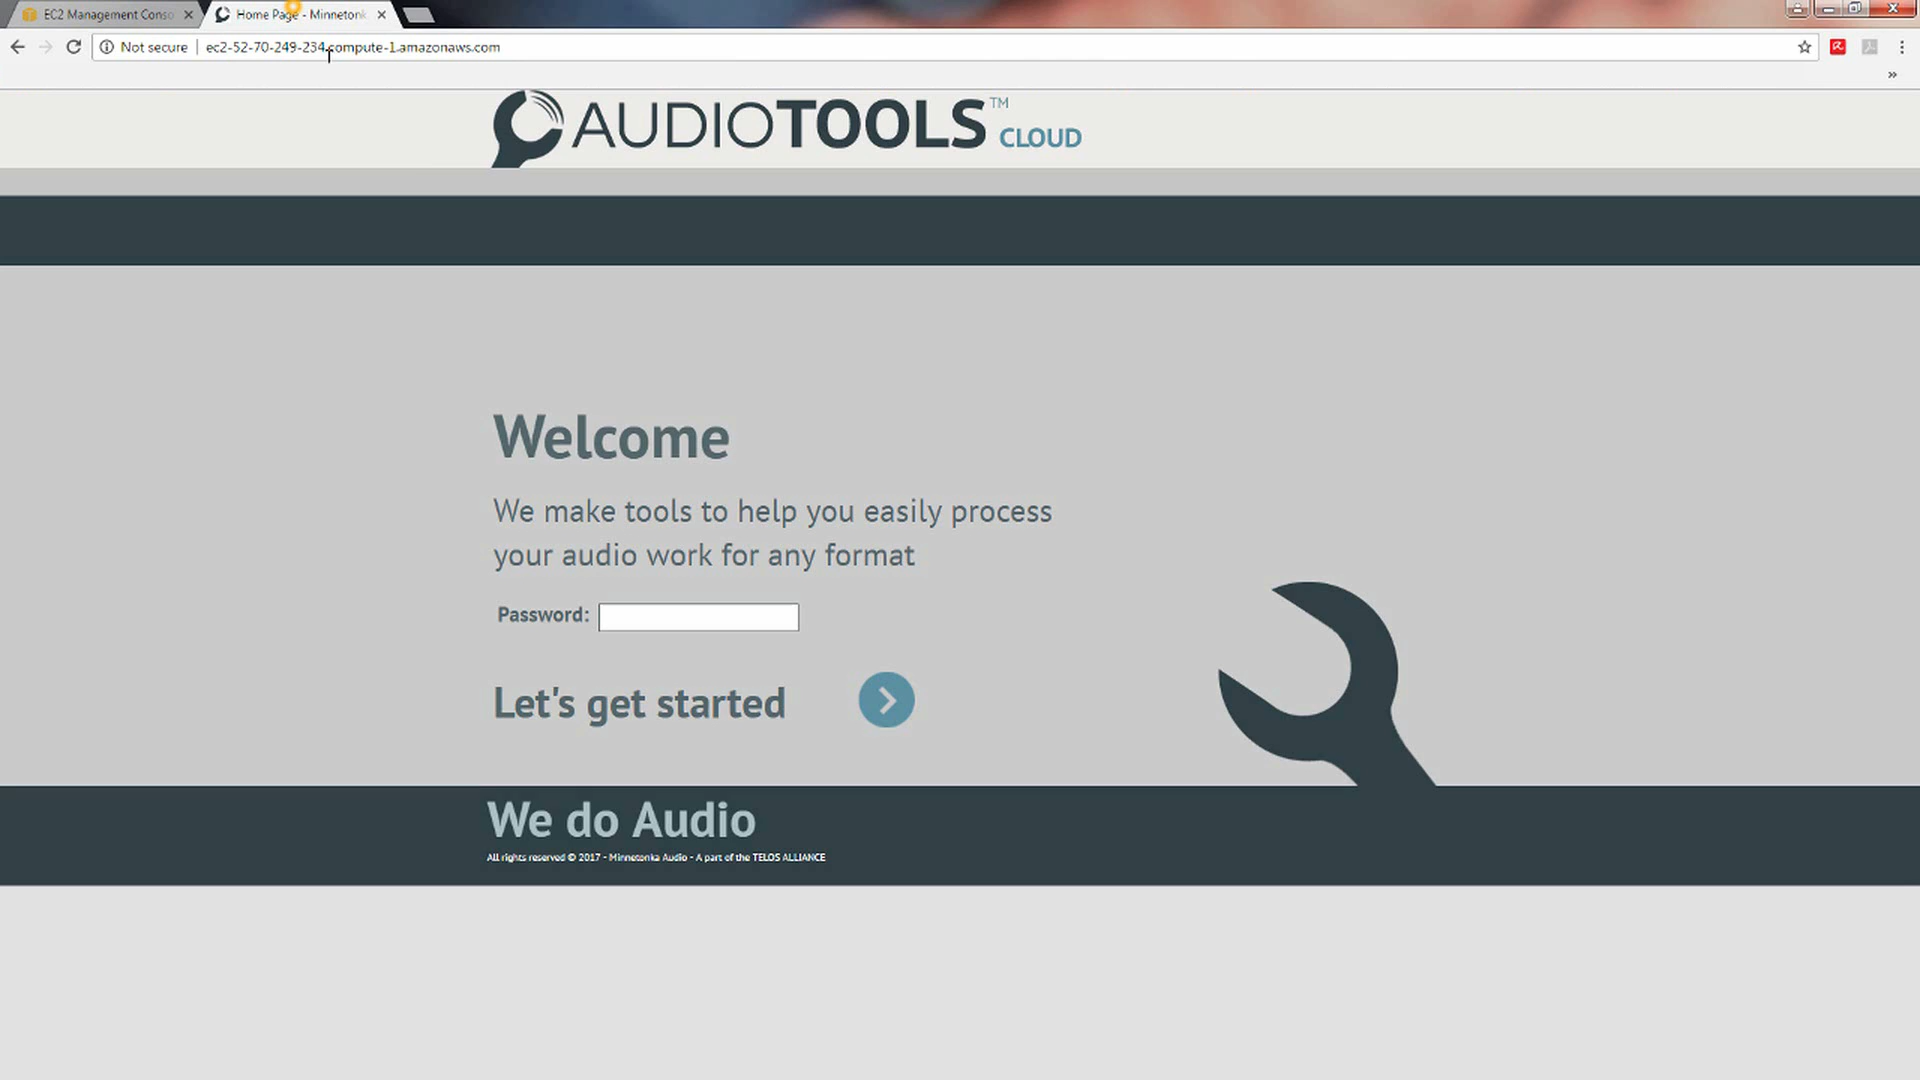 EC2 Management Conso
Home Page - Minnetonk
Not secure | ec2-52-70-249-234.compute-1.amazonaws.com
AUDIOTOOLS™ CLOUD
Welcome
We make tools to help you easily process
your audio work for any format
Password:
Let's get started
We do Audio
All rights reserved © 2017 - Minnetonka Audio - A part of the TELOS ALLIANCE